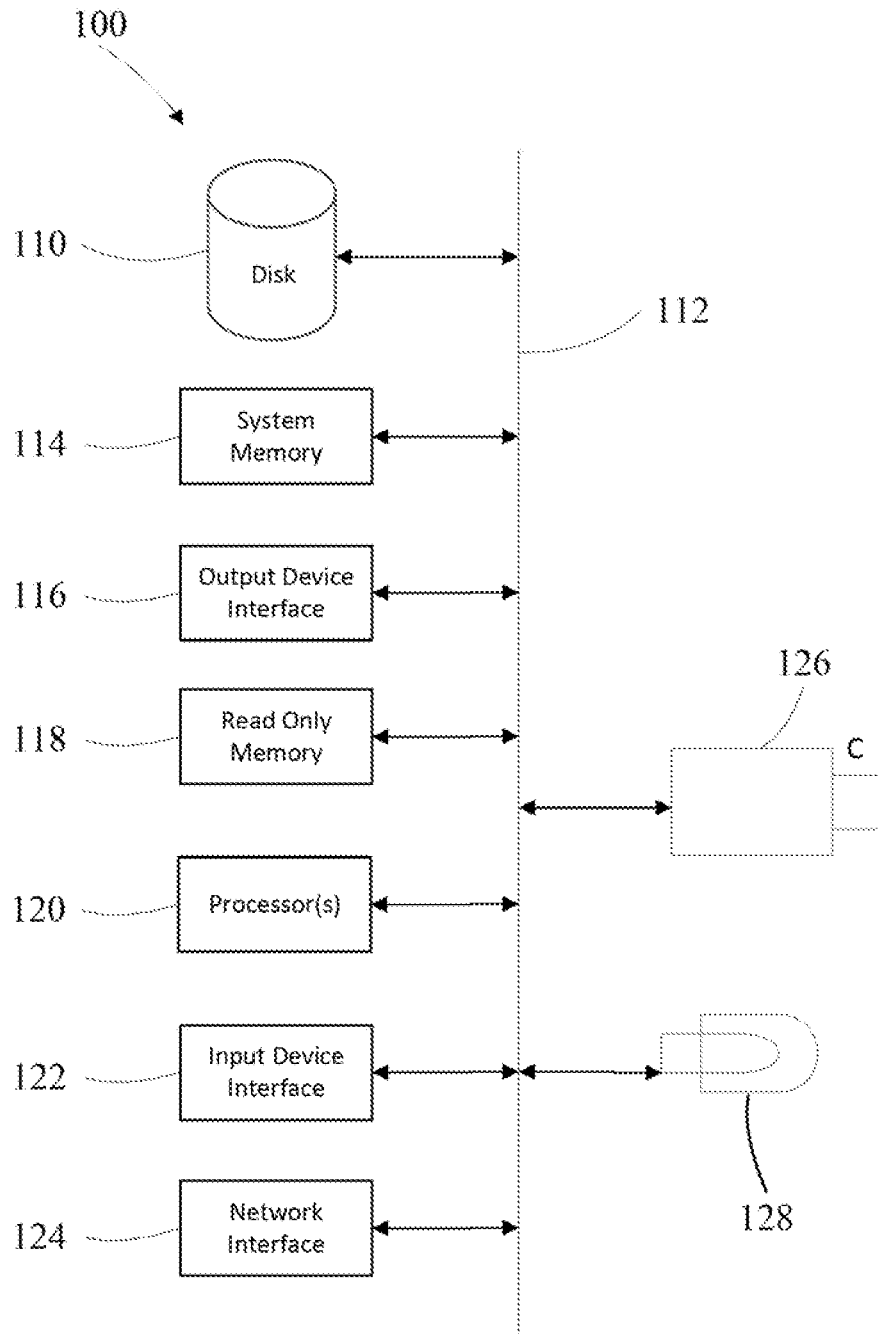 100
110
Disk
112
114
System
Memory
116
Output Device
Interface
118
Read Only
Memory
126
C
120
Processor(s)
122
Input Device
Interface
128
124
Network
Interface